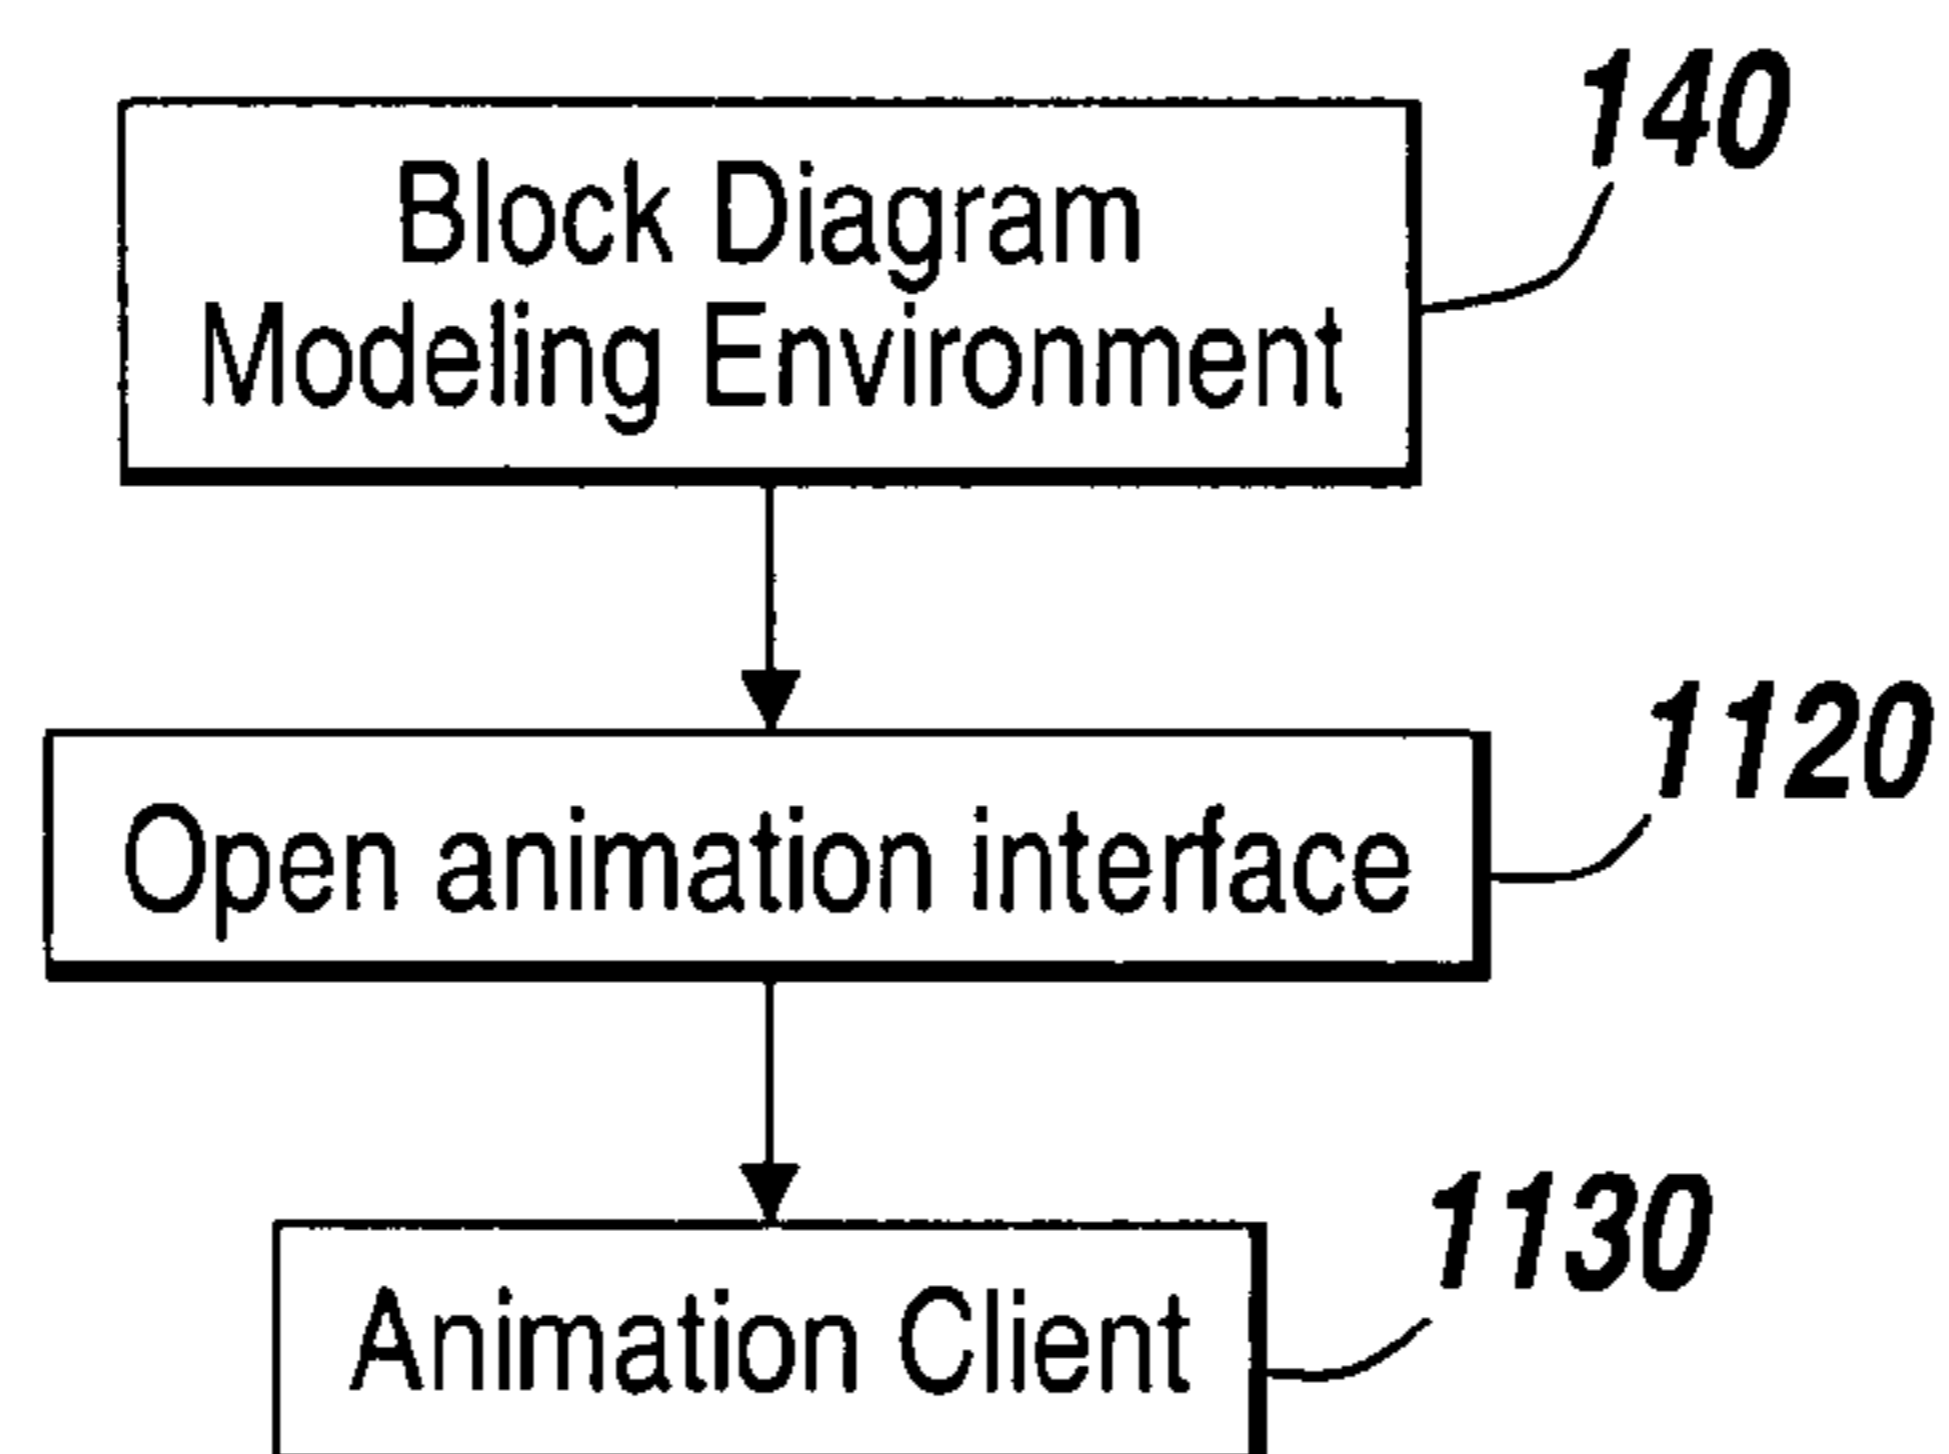 140
Block Diagram
Modeling Environment
1120
Open animation interface
1130
Animation Client